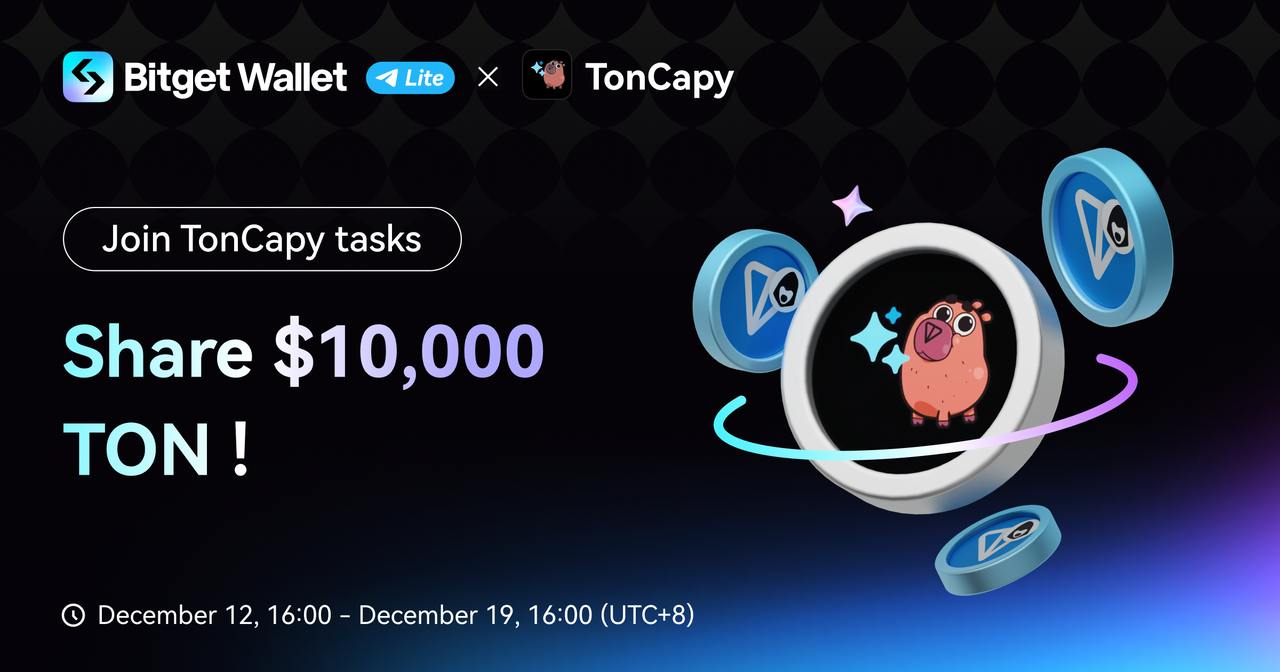 Bitget Wallet Lite × TonCapy
Join TonCapy tasks
Share $10,000
TON !
December 12, 16:00 – December 19, 16:00 (UTC+8)